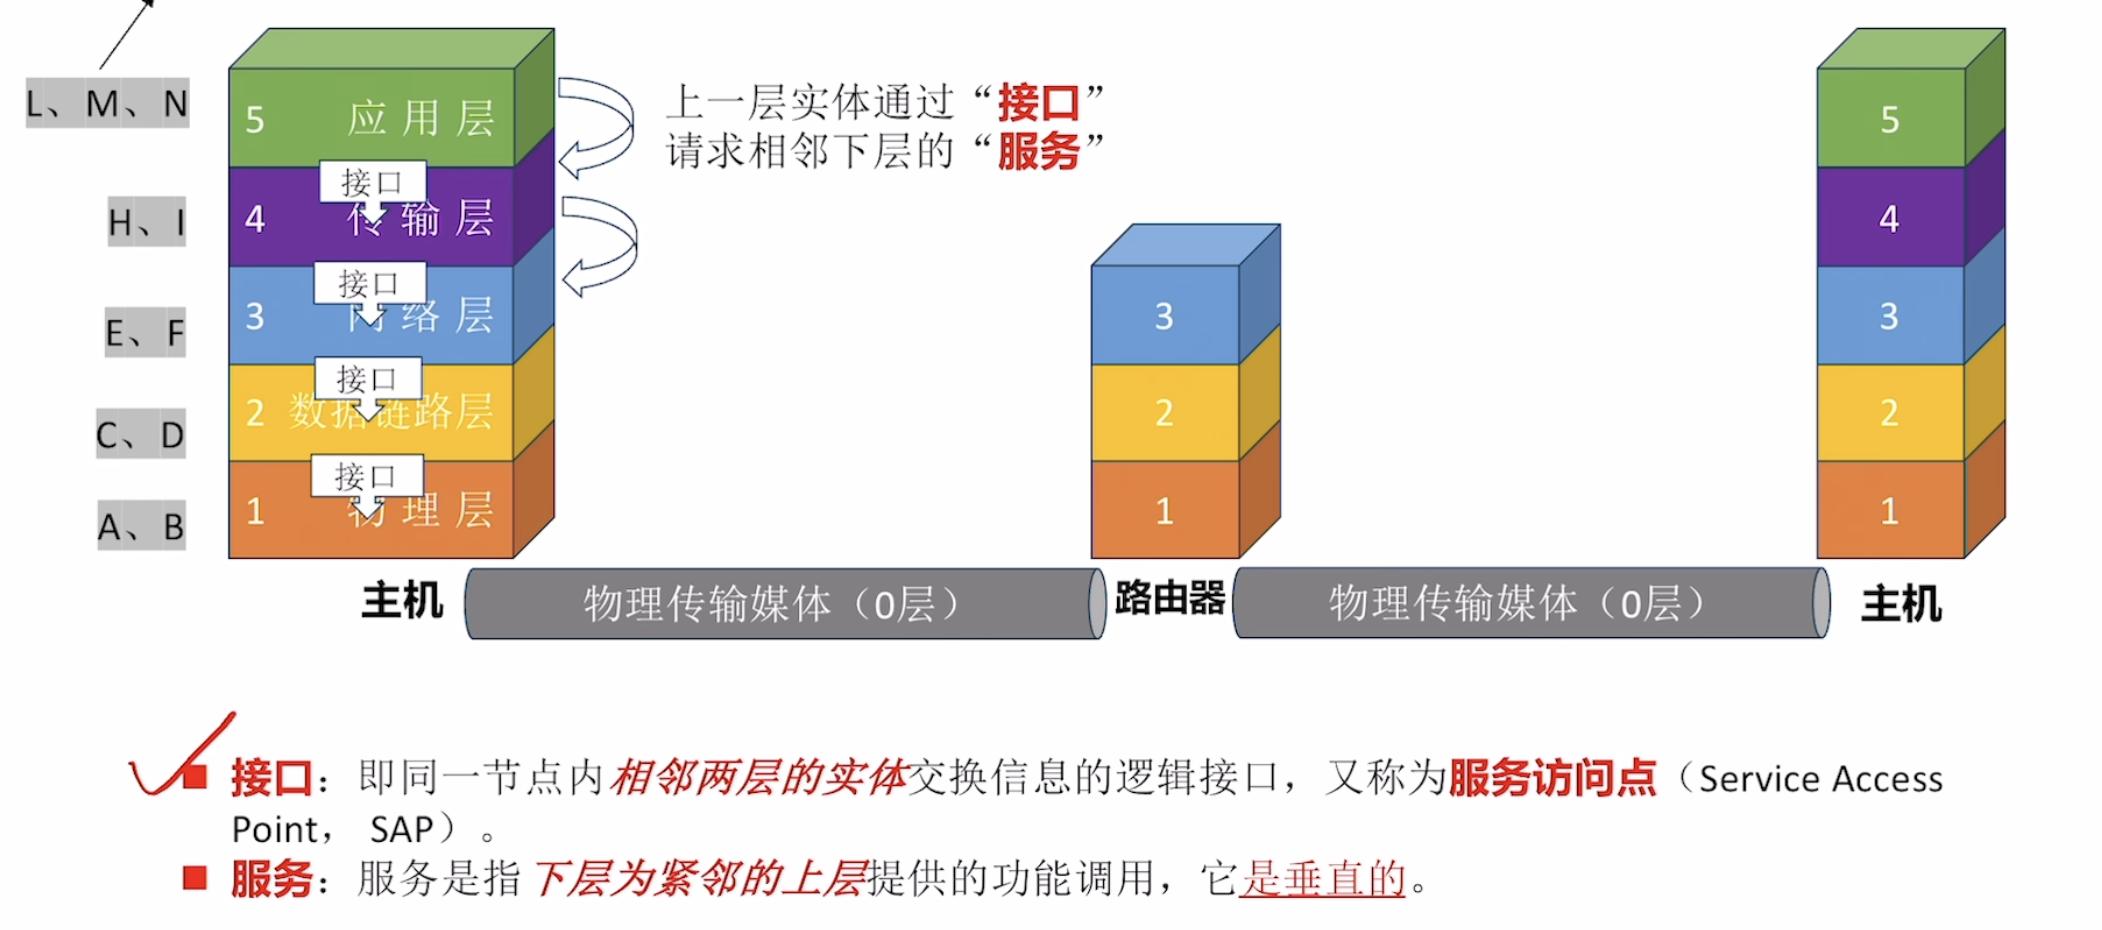 L、M、N
5 应用层
上一层实体通过“接口”
请求相邻下层的“服务”
5
接口
H、I
4 传输层
4
接口
E、F
3 网络层
3
3
接口
C、D
2 数据链路层
2
2
接口
A、B
1 物理层
1
1
主机
物理传输媒体（0层）
路由器
物理传输媒体（0层）
主机
■ 接口：即同一节点内相邻两层的实体交换信息的逻辑接口，又称为服务访问点（Service Access
Point， SAP）。
■ 服务：服务是指下层为紧邻的上层提供的功能调用，它是垂直的。